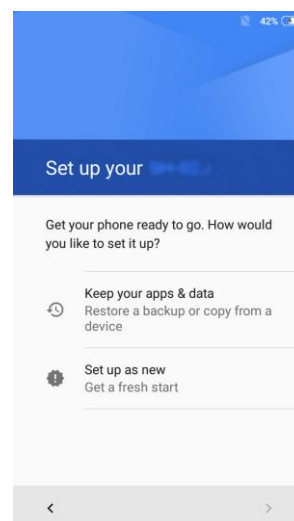 42%
Set up your
Get your phone ready to go. How would
you like to set it up?
Keep your apps & data
Restore a backup or copy from a
device
Set up as new
Get a fresh start